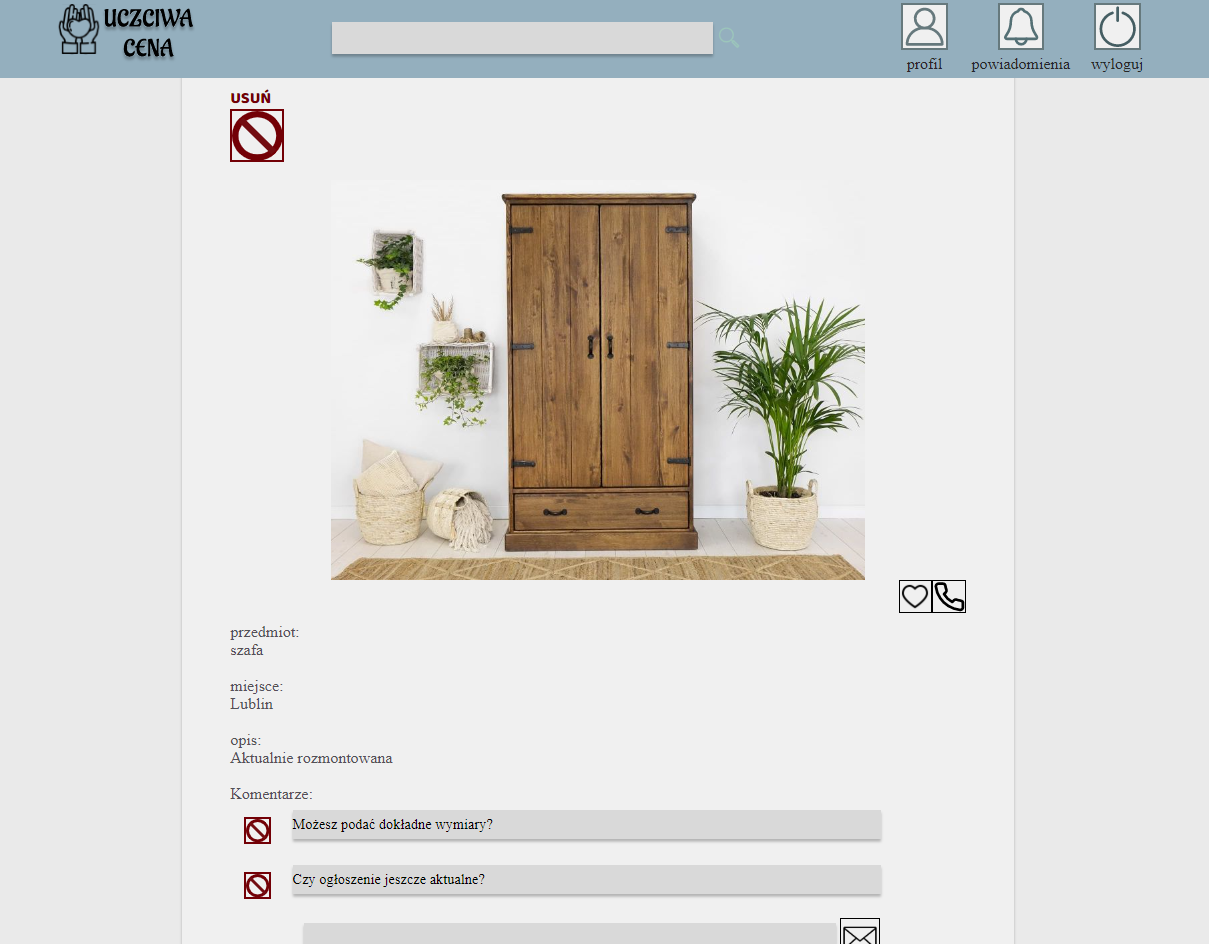 UCZCIWA
CENA
profil
powiadomienia
wyloguj
USUŃ
przedmiot:
szafa
miejsce:
Lublin
opis:
Aktualnie rozmontowana
Komentarze:
Możesz podać dokładne wymiary?
Czy ogłoszenie jeszcze aktualne?